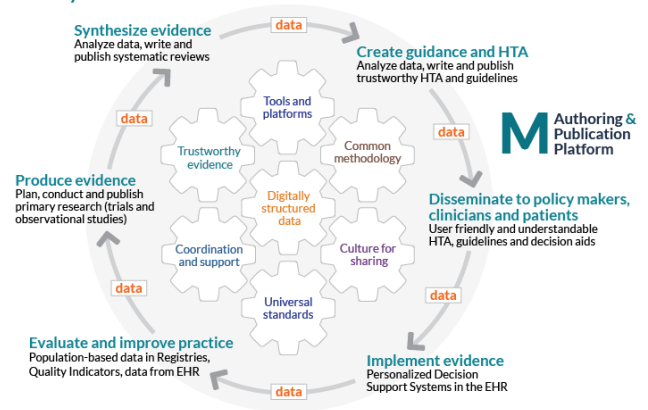 Synthesize evidence
Analyze data, write and
publish systematic reviews
data
Create guidance and HTA
Analyze data, write and publish
trustworthy HTA and guidelines
data
M Authoring &
Publication
Platform
Disseminate to policy makers,
clinicians and patients
User friendly and understandable
HTA, guidelines and decision aids
data
Implement evidence
Personalized Decision
Support Systems in the EHR
data
Evaluate and improve practice
Population-based data in Registries,
Quality Indicators, data from EHR
data
Produce evidence
Plan, conduct and publish
primary research (trials and
observational studies)
data
Tools and
platforms
Trustworthy
evidence
Common
methodology
Digitally
structured
data
Coordination
and support
Culture for
sharing
Universal
standards